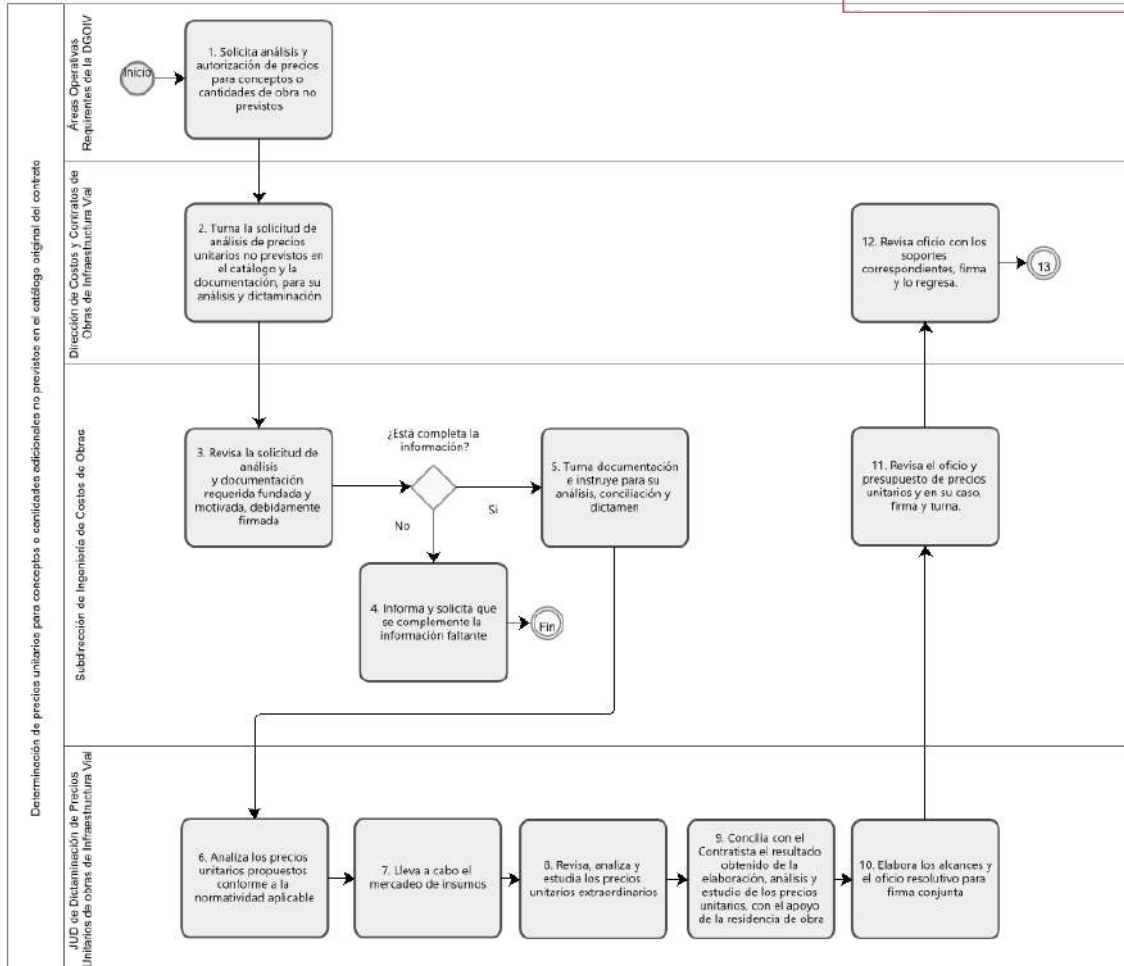 Determinación de precios unitarios para conceptos o cantidades adicionales no previstos en el catálogo original del contrato
Áreas Operativas
Requirentes de la DGOIV
Inicio
1. Solicita análisis y
autorización de precios
para conceptos o
cantidades de obra no
previstos
Dirección de Costos y Contratos de
Obras de Infraestructura Vial
2. Turna la solicitud de
análisis de precios
unitarios no previstos en
el catálogo y la
documentación, para su
análisis y dictaminación
12. Revisa oficio con los
soportes
correspondientes, firma
y lo regresa.
13
Subdirección de Ingeniería de Costos de Obras
3. Revisa la solicitud de
análisis
y documentación
requerida fundada y
motivada, debidamente
firmada
¿Está completa la
información?
Si
No
4. Informa y solicita que
se complemente la
información faltante
Fin
5. Turna documentación
e instruye para su
análisis, conciliación y
dictamen
11. Revisa el oficio y
presupuesto de precios
unitarios y en su caso,
firma y turna.
JUD de Dictaminación de Precios
Unitarios de obras de Infraestructura Vial
6. Analiza los precios
unitarios propuestos
conforme a la
normatividad aplicable
7. Lleva a cabo el
mercadeo de insumos
8. Revisa, analiza y
estudia los precios
unitarios extraordinarios
9. Concilia con el
Contratista el resultado
obtenido de la
elaboración, análisis y
estudio de los precios
unitarios, con el apoyo
de la residencia de obra
10. Elabora los alcances y
el oficio resolutivo para
firma conjunta